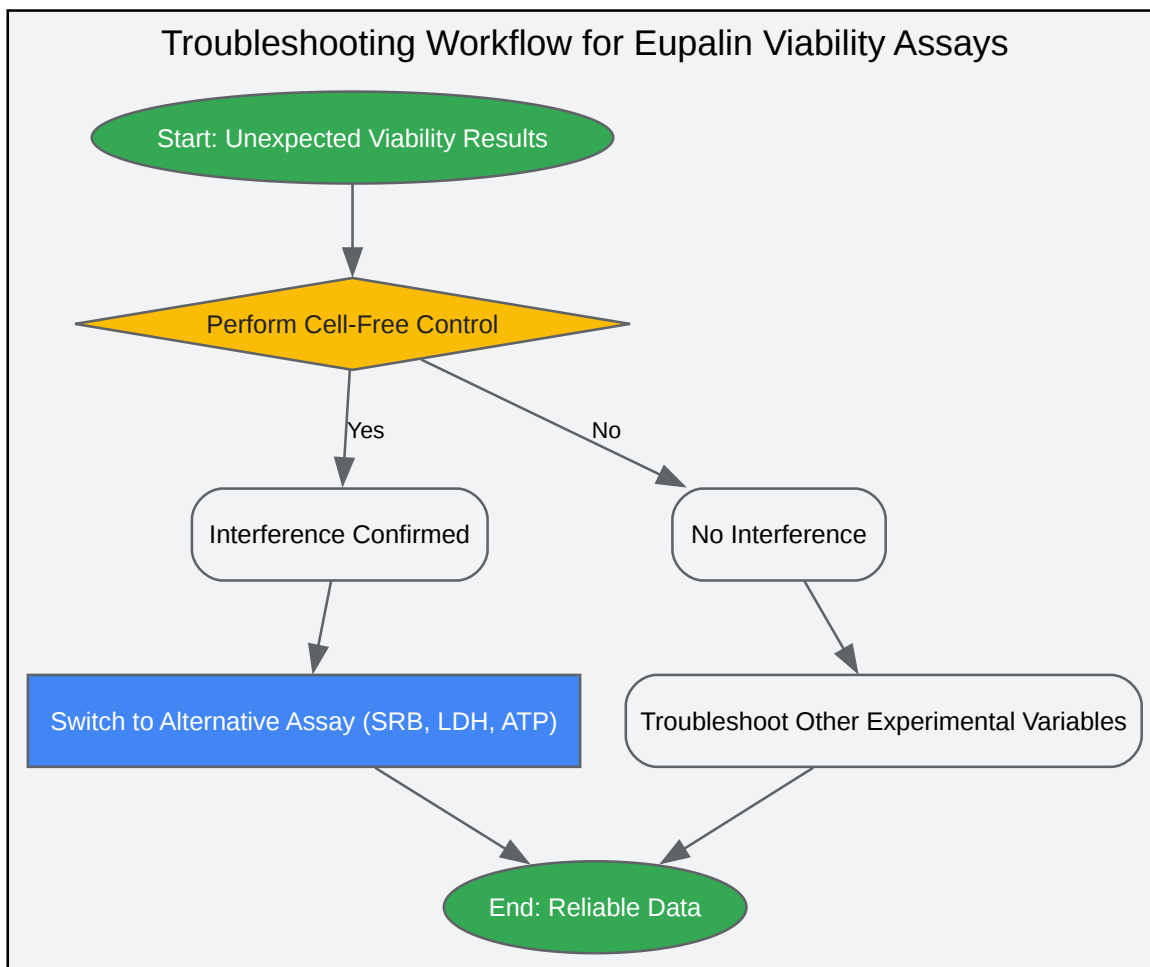 Troubleshooting Workflow for Eupalin Viability Assays
Start: Unexpected Viability Results
Perform Cell-Free Control
Yes
No
Interference Confirmed
No Interference
Switch to Alternative Assay (SRB, LDH, ATP)
Troubleshoot Other Experimental Variables
End: Reliable Data